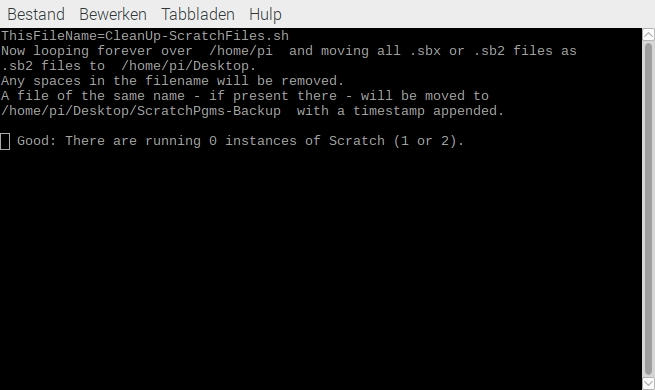 Bestand Bewerken Tabbladen Hulp
ThisFileName=CleanUp-ScratchFiles.sh
Now looping forever over  /home/pi  and moving all .sbx or .sb2 files as
.sb2 files to  /home/pi/Desktop.
Any spaces in the filename will be removed.
A file of the same name - if present there - will be moved to
/home/pi/Desktop/ScratchPgms-Backup  with a timestamp appended.
Good: There are running 0 instances of Scratch (1 or 2).